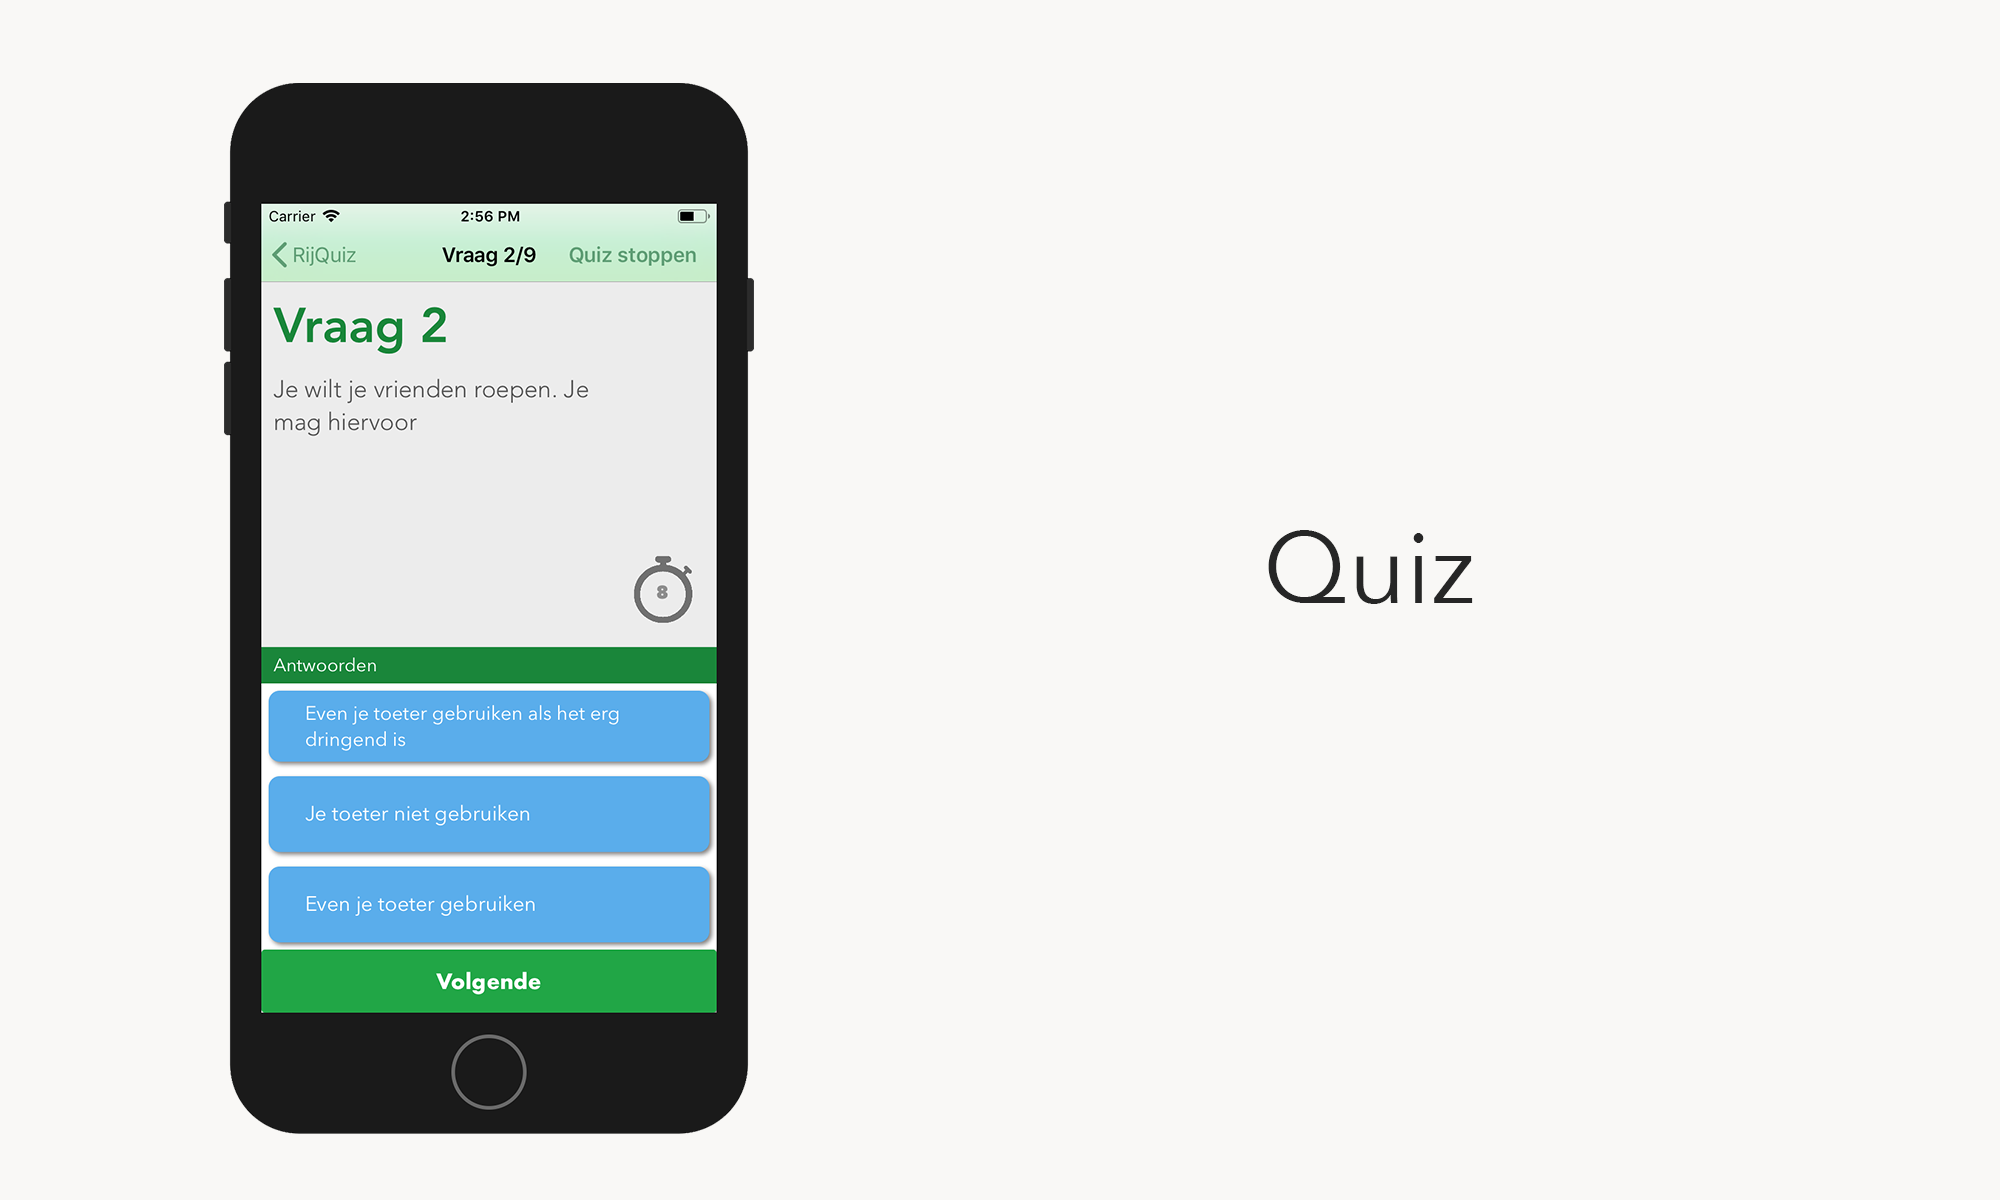 Carrier
2:56 PM
RijQuiz
Vraag 2/9
Quiz stoppen
Vraag 2
Je wilt je vrienden roepen. Je
mag hiervoor
8
Antwoorden
Even je toeter gebruiken als het erg
dringend is
Je toeter niet gebruiken
Even je toeter gebruiken
Volgende
Quiz